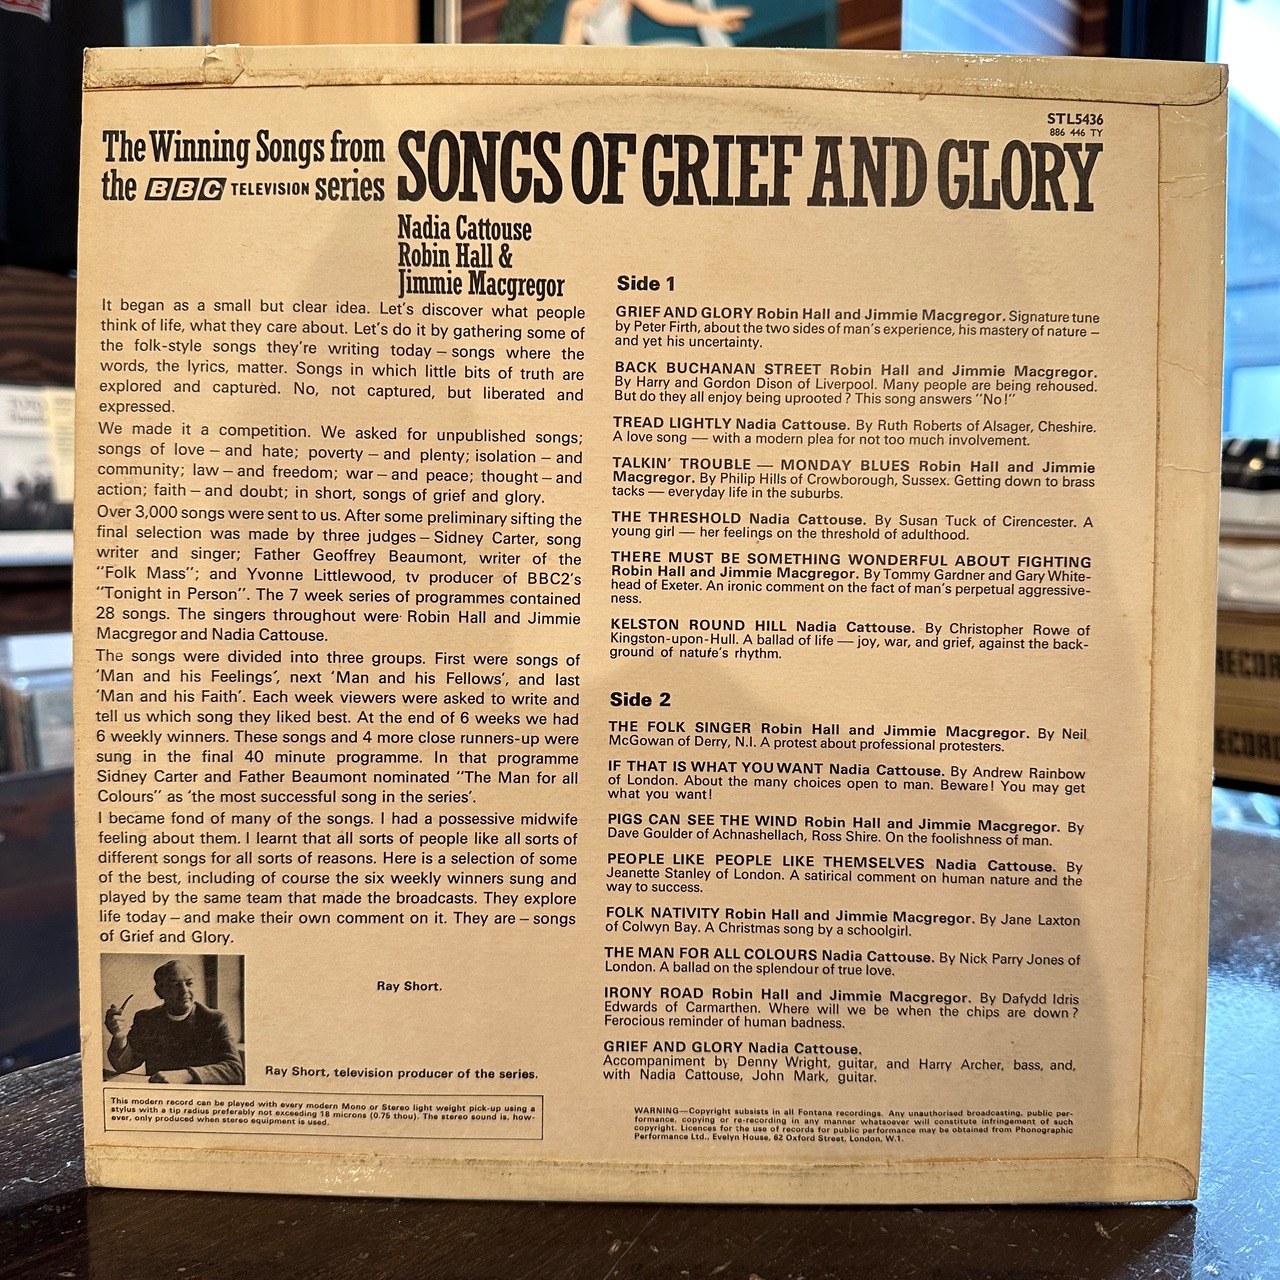 STL5436
886 446 TY
The Winning Songs from
the BBC TELEVISION series
SONGS OF GRIEF AND GLORY
Nadia Cattouse
Robin Hall &
Jimmie Macgregor
It began as a small but clear idea. Let's discover what people
think of life, what they care about. Let's do it by gathering some of
the folk-style songs they're writing today – songs where the
words, the lyrics, matter. Songs in which little bits of truth are
explored and captured. No, not captured, but liberated and
expressed.
We made it a competition. We asked for unpublished songs;
songs of love – and hate; poverty – and plenty; isolation – and
community; law – and freedom; war – and peace; thought – and
action; faith – and doubt; in short, songs of grief and glory.
Over 3,000 songs were sent to us. After some preliminary sifting the
final selection was made by three judges – Sidney Carter, song
writer and singer; Father Geoffrey Beaumont, writer of the
"Folk Mass"; and Yvonne Littlewood, tv producer of BBC2's
"Tonight in Person". The 7 week series of programmes contained
28 songs. The singers throughout were Robin Hall and Jimmie
Macgregor and Nadia Cattouse.
The songs were divided into three groups. First were songs of
'Man and his Feelings', next 'Man and his Fellows', and last
'Man and his Faith'. Each week viewers were asked to write and
tell us which song they liked best. At the end of 6 weeks we had
6 weekly winners. These songs and 4 more close runners-up were
sung in the final 40 minute programme. In that programme
Sidney Carter and Father Beaumont nominated "The Man for all
Colours" as 'the most successful song in the series'.
I became fond of many of the songs. I had a possessive midwife
feeling about them. I learnt that all sorts of people like all sorts of
different songs for all sorts of reasons. Here is a selection of some
of the best, including of course the six weekly winners sung and
played by the same team that made the broadcasts. They explore
life today – and make their own comment on it. They are – songs
of Grief and Glory.
Ray Short.
Ray Short, television producer of the series.
This modern record can be played with every modern Mono or Stereo light weight pick-up using a
stylus with a tip radius preferably not exceeding 18 microns (0.75 thou). The stereo sound is, how-
ever, only produced when stereo equipment is used.
Side 1
GRIEF AND GLORY Robin Hall and Jimmie Macgregor. Signature tune
by Peter Firth, about the two sides of man's experience, his mastery of nature –
and yet his uncertainty.
BACK BUCHANAN STREET Robin Hall and Jimmie Macgregor.
By Harry and Gordon Dison of Liverpool. Many people are being rehoused.
But do they all enjoy being uprooted? This song answers "No!"
TREAD LIGHTLY Nadia Cattouse. By Ruth Roberts of Alsager, Cheshire.
A love song — with a modern plea for not too much involvement.
TALKIN' TROUBLE — MONDAY BLUES Robin Hall and Jimmie
Macgregor. By Philip Hills of Crowborough, Sussex. Getting down to brass
tacks — everyday life in the suburbs.
THE THRESHOLD Nadia Cattouse. By Susan Tuck of Cirencester. A
young girl — her feelings on the threshold of adulthood.
THERE MUST BE SOMETHING WONDERFUL ABOUT FIGHTING
Robin Hall and Jimmie Macgregor. By Tommy Gardner and Gary White-
head of Exeter. An ironic comment on the fact of man's perpetual aggressive-
ness.
KELSTON ROUND HILL Nadia Cattouse. By Christopher Rowe of
Kingston-upon-Hull. A ballad of life — joy, war, and grief, against the back-
ground of nature's rhythm.
Side 2
THE FOLK SINGER Robin Hall and Jimmie Macgregor. By Neil
McGowan of Derry, N.I. A protest about professional protesters.
IF THAT IS WHAT YOU WANT Nadia Cattouse. By Andrew Rainbow
of London. About the many choices open to man. Beware! You may get
what you want!
PIGS CAN SEE THE WIND Robin Hall and Jimmie Macgregor. By
Dave Goulder of Achnashellach, Ross Shire. On the foolishness of man.
PEOPLE LIKE PEOPLE LIKE THEMSELVES Nadia Cattouse. By
Jeanette Stanley of London. A satirical comment on human nature and the
way to success.
FOLK NATIVITY Robin Hall and Jimmie Macgregor. By Jane Laxton
of Colwyn Bay. A Christmas song by a schoolgirl.
THE MAN FOR ALL COLOURS Nadia Cattouse. By Nick Parry Jones of
London. A ballad on the splendour of true love.
IRONY ROAD Robin Hall and Jimmie Macgregor. By Dafydd Idris
Edwards of Carmarthen. Where will we be when the chips are down?
Ferocious reminder of human badness.
GRIEF AND GLORY Nadia Cattouse.
Accompaniment by Denny Wright, guitar, and Harry Archer, bass, and,
with Nadia Cattouse, John Mark, guitar.
WARNING—Copyright subsists in all Fontana recordings. Any unauthorised broadcasting, public per-
formance, copying or re-recording in any manner whatsoever will constitute infringement of such
copyright. Licences for the use of records for public performance may be obtained from Phonographic
Performance Ltd., Evelyn House, 62 Oxford Street, London, W.1.